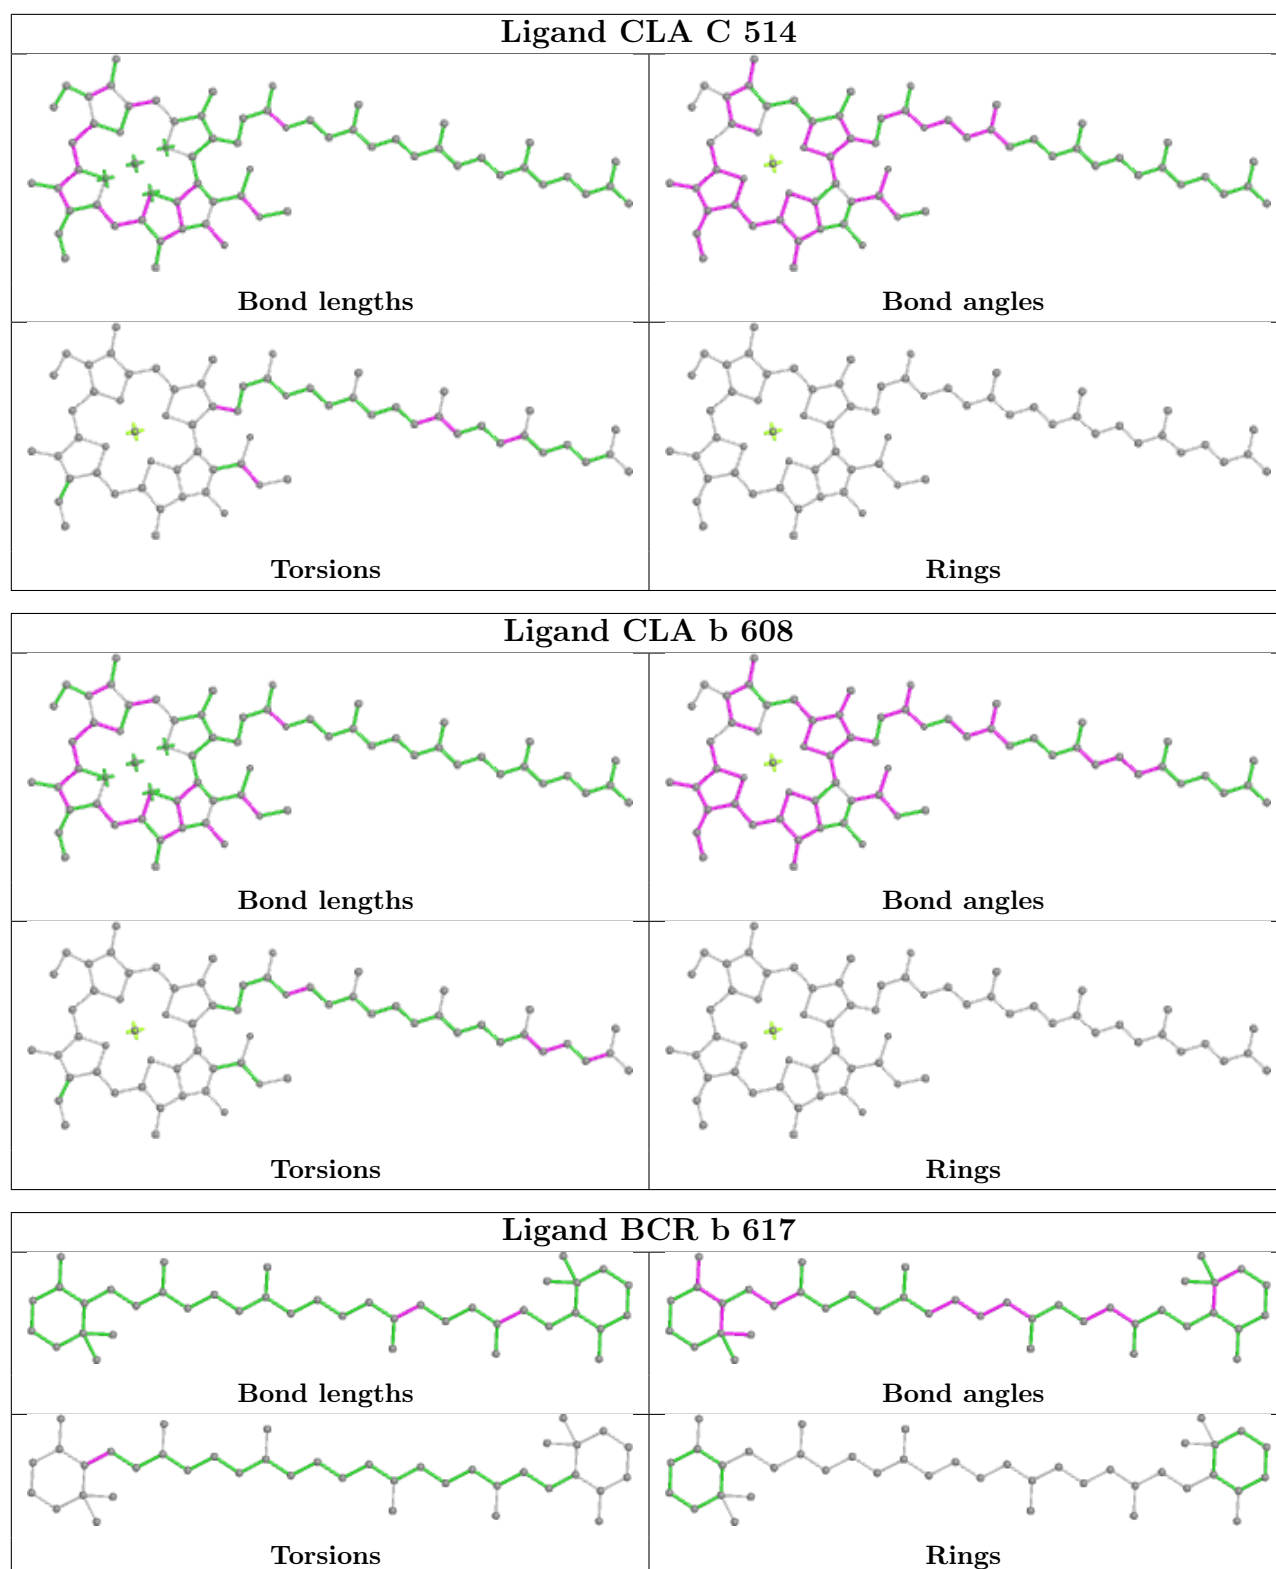 Ligand CLA C 514
Bond lengths
Bond angles
Torsions
Rings
Ligand CLA b 608
Bond lengths
Bond angles
Torsions
Rings
Ligand BCR b 617
Bond lengths
Bond angles
Torsions
Rings